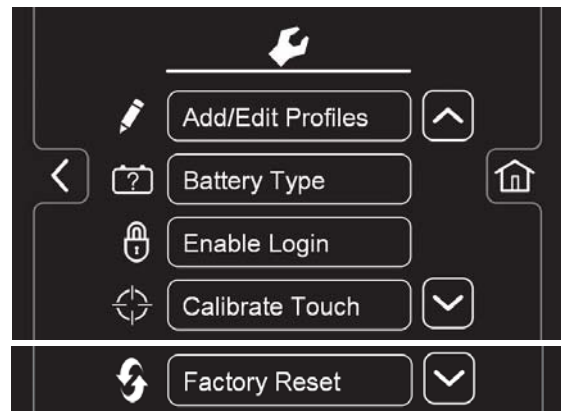 Add/Edit Profiles
Battery Type
Enable Login
Calibrate Touch
Factory Reset